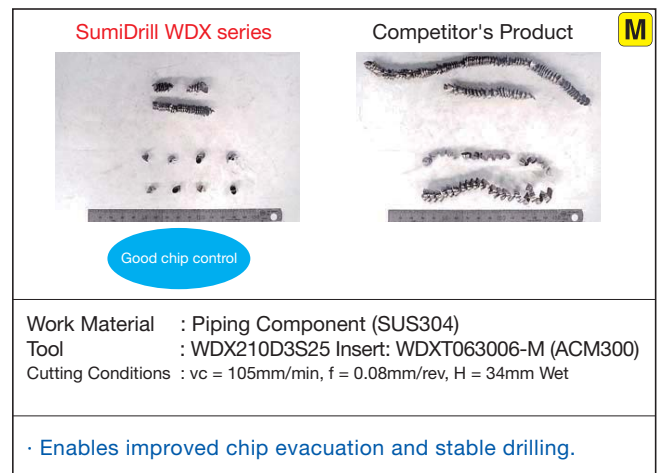 SumiDrill WDX series
Competitor's Product
M
Good chip control
Work Material : Piping Component (SUS304)
Tool : WDX210D3S25 Insert: WDXT063006-M (ACM300)
Cutting Conditions : vc = 105mm/min, f = 0.08mm/rev, H = 34mm Wet
· Enables improved chip evacuation and stable drilling.